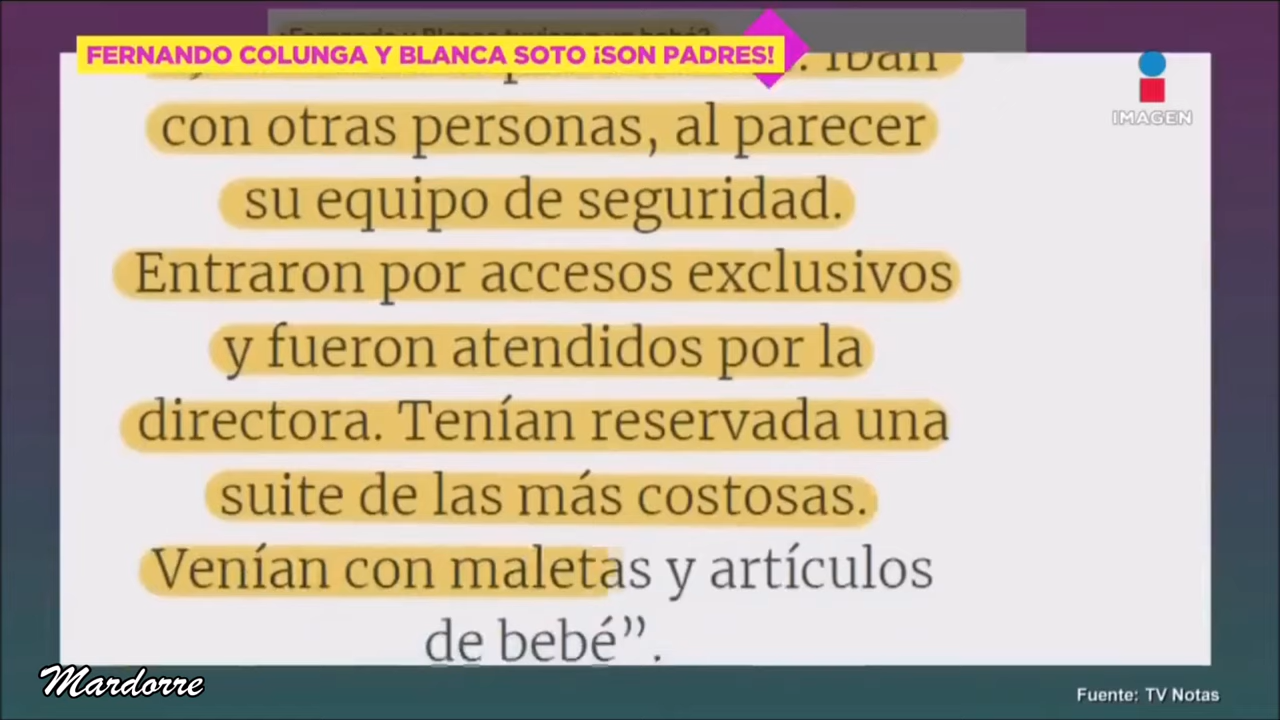 FERNANDO COLUNGA Y BLANCA SOTO ¡SON PADRES!
. Iban
con otras personas, al parecer
su equipo de seguridad.
Entraron por accesos exclusivos
y fueron atendidos por la
directora. Tenían reservada una
suite de las más costosas.
Venían con maletas y artículos
de bebé”.
IMAGEN
Mardorre
Fuente: TV Notas